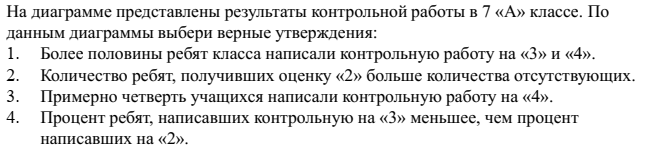 На диаграмме представлены результаты контрольной работы в 7 «А» классе. По
данным диаграммы выбери верные утверждения:
1. Более половины ребят класса написали контрольную работу на «3» и «4».
2. Количество ребят, получивших оценку «2» больше количества отсутствующих.
3. Примерно четверть учащихся написали контрольную работу на «4».
4. Процент ребят, написавших контрольную на «3» меньшее, чем процент
написавших на «2».